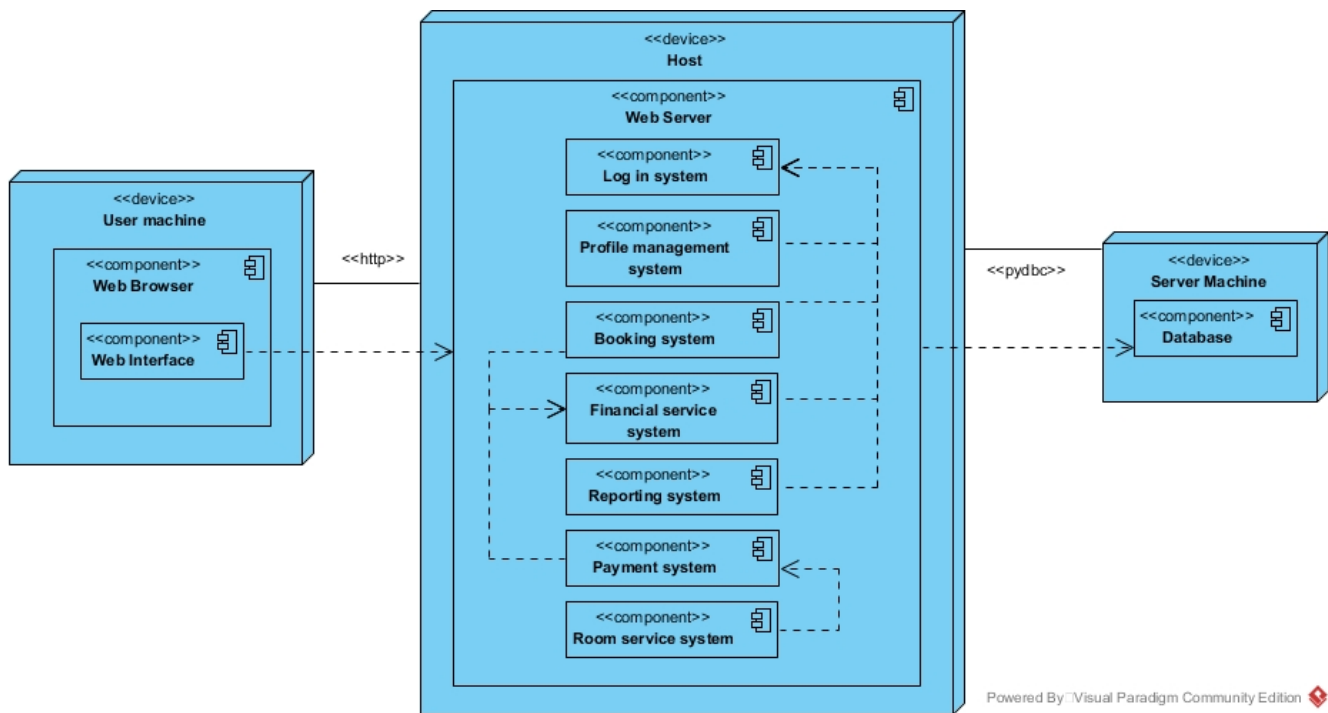 <<device>>
User machine
<<component>>
Web Browser
<<component>>
Web Interface
<<http>>
<<device>>
Host
<<component>>
Web Server
<<component>>
Log in system
<<component>>
Profile management
system
<<component>>
Booking system
<<component>>
Financial service
system
<<component>>
Reporting system
<<component>>
Payment system
<<component>>
Room service system
<<pydbc>>
<<device>>
Server Machine
<<component>>
Database
Powered By Visual Paradigm Community Edition